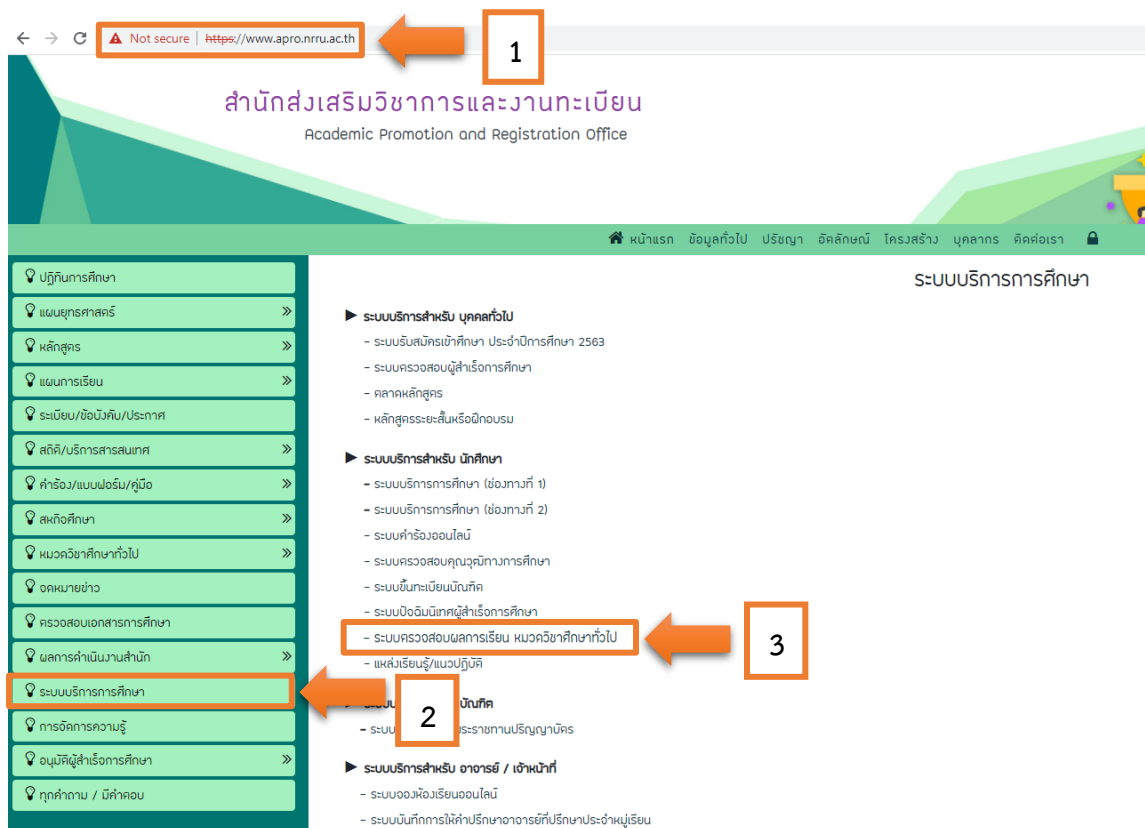 Not secure | https://www.apro.nrru.ac.th
1
สำนักส่งเสริมวิชาการและงานทะเบียน
Academic Promotion and Registration Office
หน้าแรก ข้อมูลทั่วไป ปรัชญา อัตลักษณ์ โครงสร้าง บุคลากร ติดต่อเรา
ปฏิทินการศึกษา
แผนยุทธศาสตร์ »
หลักสูตร »
แผนการเรียน »
ระเบียบ/ข้อบังคับ/ประกาศ
สถิติ/บริการสารสนเทศ »
คำร้อง/แบบฟอร์ม/คู่มือ »
สหกิจศึกษา »
หมวดวิชาศึกษาทั่วไป »
จดหมายข่าว
ตรวจสอบเอกสารการศึกษา
ผลการดำเนินงานสำนัก »
ระบบบริการการศึกษา
การจัดการความรู้
อนุมัติผู้สำเร็จการศึกษา »
ทุกคำถาม / มีคำตอบ
2
ระบบบริการการศึกษา
ระบบบริการสำหรับ บุคคลทั่วไป
- ระบบรับสมัครเข้าศึกษา ประจำปีการศึกษา 2563
- ระบบตรวจสอบผู้สำเร็จการศึกษา
- ตลาดหลักสูตร
- หลักสูตรระยะสั้นหรือฝึกอบรม
ระบบบริการสำหรับ นักศึกษา
- ระบบบริการการศึกษา (ช่องทางที่ 1)
- ระบบบริการการศึกษา (ช่องทางที่ 2)
- ระบบคำร้องออนไลน์
- ระบบตรวจสอบคุณวุฒิทางการศึกษา
- ระบบขึ้นทะเบียนบัณฑิต
- ระบบปัจฉิมนิเทศผู้สำเร็จการศึกษา
- ระบบตรวจสอบผลการเรียน หมวดวิชาศึกษาทั่วไป
3
- แหล่งเรียนรู้/แนวปฏิบัติ
บัณฑิต
- ระบบ ระราชทานปริญญาบัตร
ระบบบริการสำหรับ อาจารย์ / เจ้าหน้าที่
- ระบบจองห้องเรียนออนไลน์
- ระบบบันทึกการให้คำปรึกษาอาจารย์ที่ปรึกษาประจำหมู่เรียน